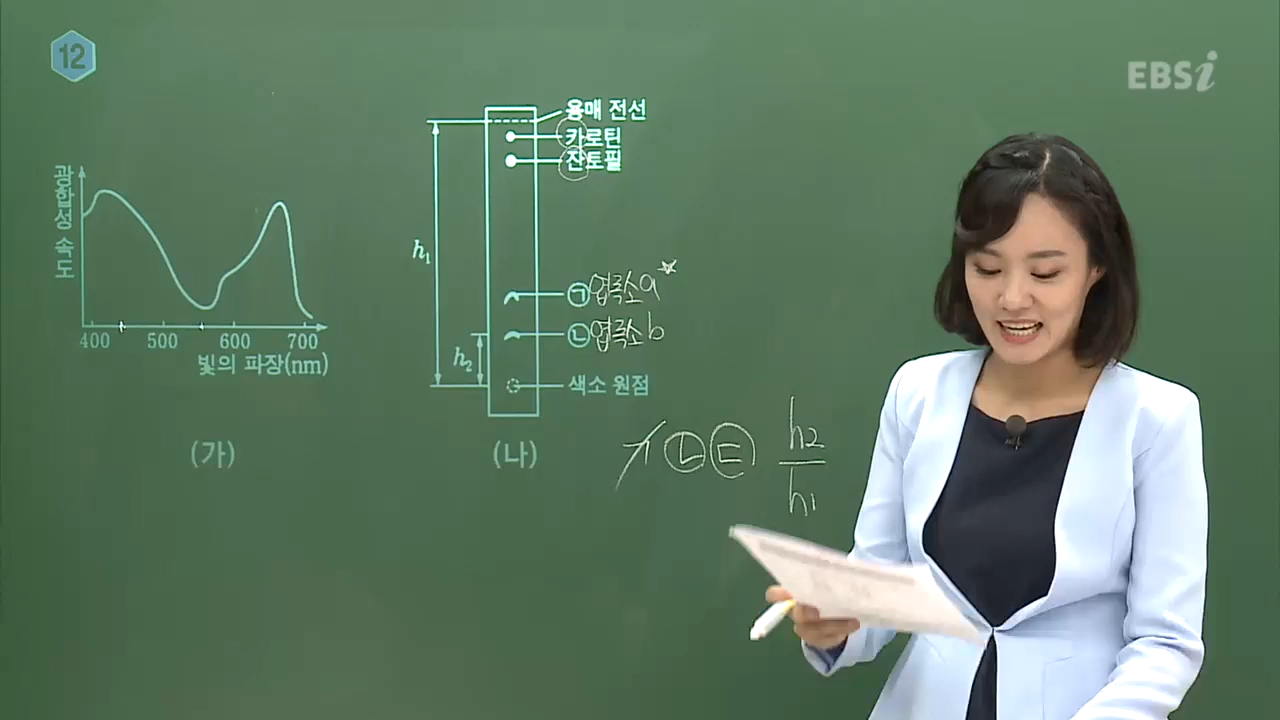 12
EBSi
광합성 속도
400 500 600 700
빛의 파장(nm)
(가)
용매 전선
카로틴
잔토필
h₁
㉠ 엽록소a
㉡ 엽록소b
h₂
색소 원점
(나)
ㄴ ㄷ h2
h1